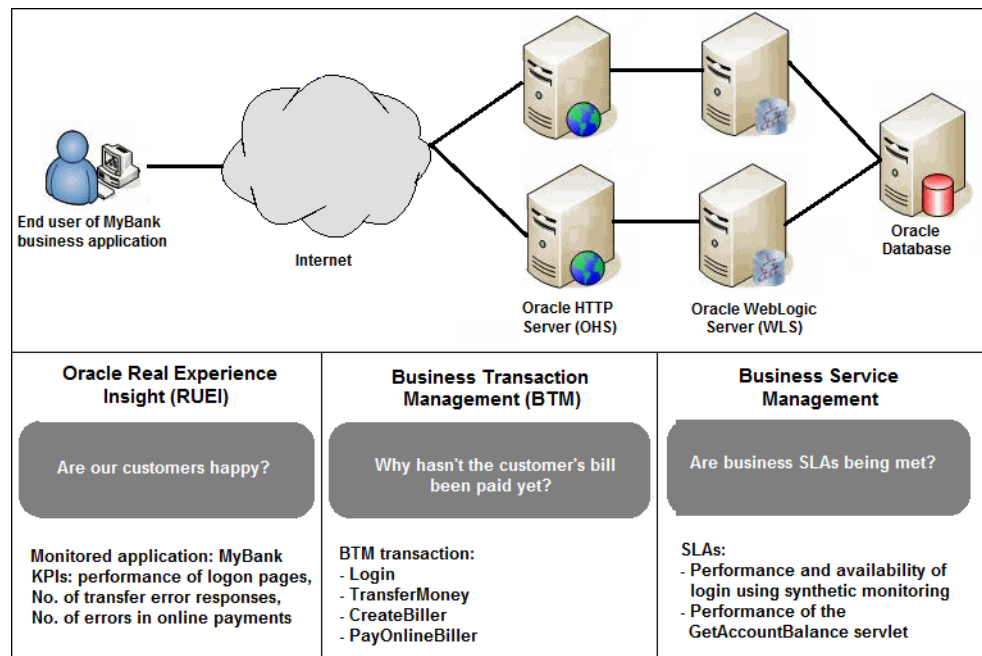 End user of MyBank
business application
Internet
Oracle HTTP
Server (OHS)
Oracle WebLogic
Server (WLS)
Oracle
Database
Oracle Real Experience
Insight (RUEI)
Are our customers happy?
Monitored application: MyBank
KPIs: performance of logon pages,
No. of transfer error responses,
No. of errors in online payments
Business Transaction
Management (BTM)
Why hasn't the customer's bill
been paid yet?
BTM transaction:
- Login
- TransferMoney
- CreateBiller
- PayOnlineBiller
Business Service
Management
Are business SLAs being met?
SLAs:
- Performance and availability of
login using synthetic monitoring
- Performance of the
GetAccountBalance servlet